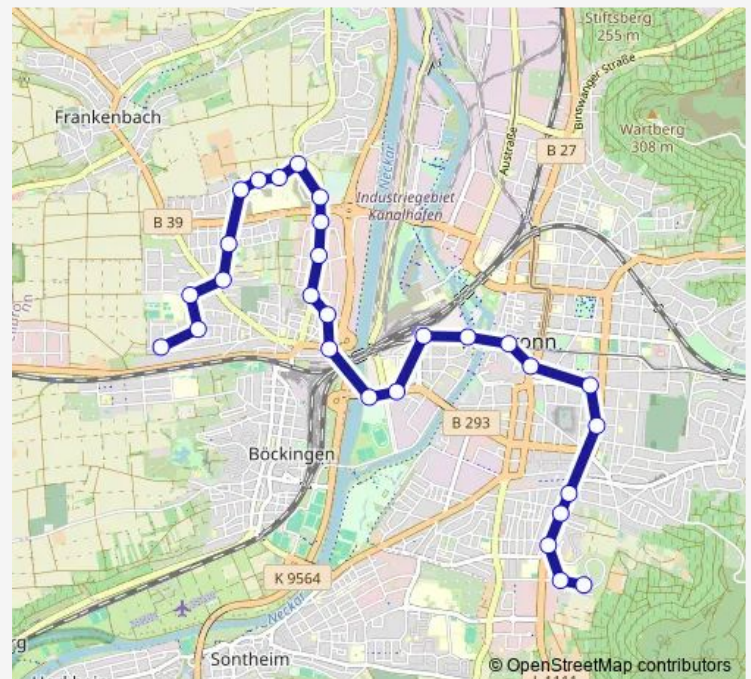 Stiftsberg
255 m
Frankenbach
Binswanger Straße
Wartberg
308 m
Austraße
B 27
Neckar
Industriegebiet
Kanalhafen
B 39
onn
B 293
Böckingen
K 9564
Neckar
Sontheim
© OpenStreetMap contributors